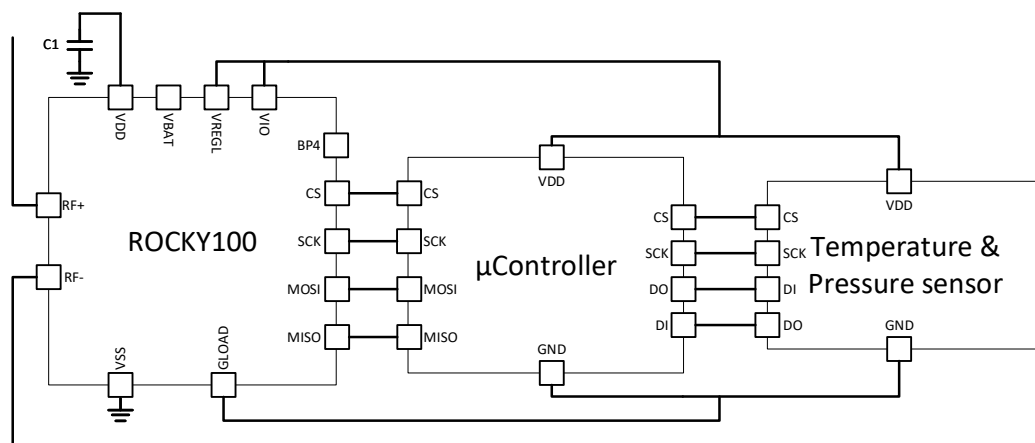 C1
VDD
VBAT
VREGL
VIO
BP4
RF+
RF-
ROCKY100
CS
SCK
MOSI
MISO
VSS
GLOAD
VDD
CS
SCK
MOSI
MISO
µController
CS
SCK
DO
DI
GND
VDD
CS
SCK
DI
DO
Temperature &
Pressure sensor
GND